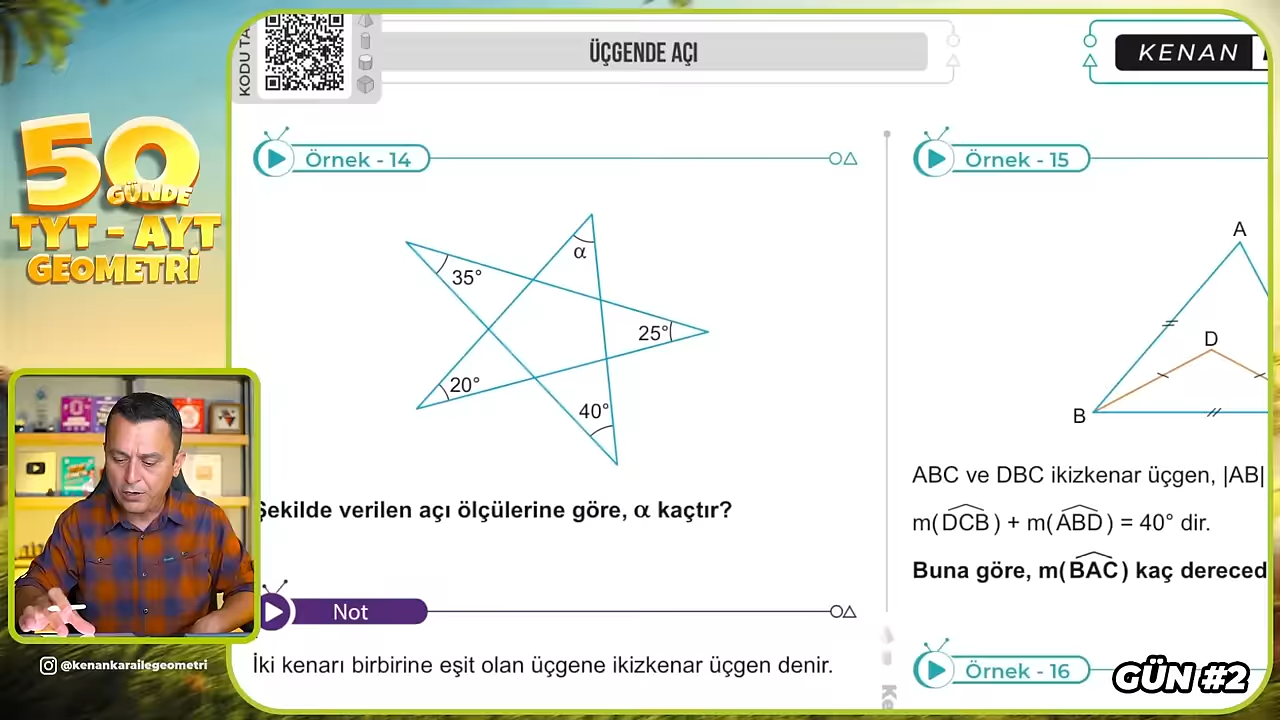 50
GÜNDE
TYT - AYT
GEOMETRİ
KODU TA
ÜÇGENDE AÇI
KENAN
Örnek - 14
α
35°
25°
20°
40°
Şekilde verilen açı ölçülerine göre, α kaçtır?
Not
İki kenarı birbirine eşit olan üçgene ikizkenar üçgen denir.
Örnek - 15
A
D
B
ABC ve DBC ikizkenar üçgen, |AB|
m(DCB) + m(ABD) = 40° dir.
Buna göre, m(BAC) kaç dereced
Örnek - 16
Ke
@kenankarailegeometri
GÜN #2